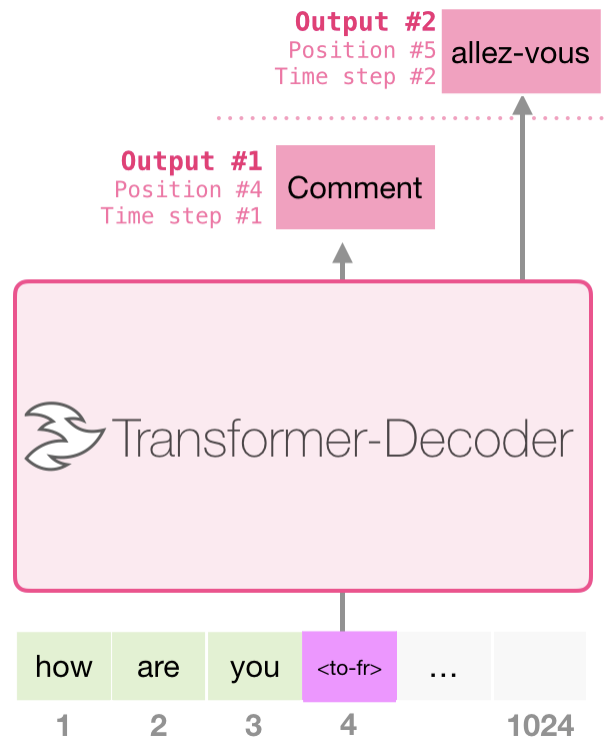 Output #2
Position #5
Time step #2
allez-vous
Output #1
Position #4
Time step #1
Comment
Transformer-Decoder
how are you <to-fr> ...
1 2 3 4 1024